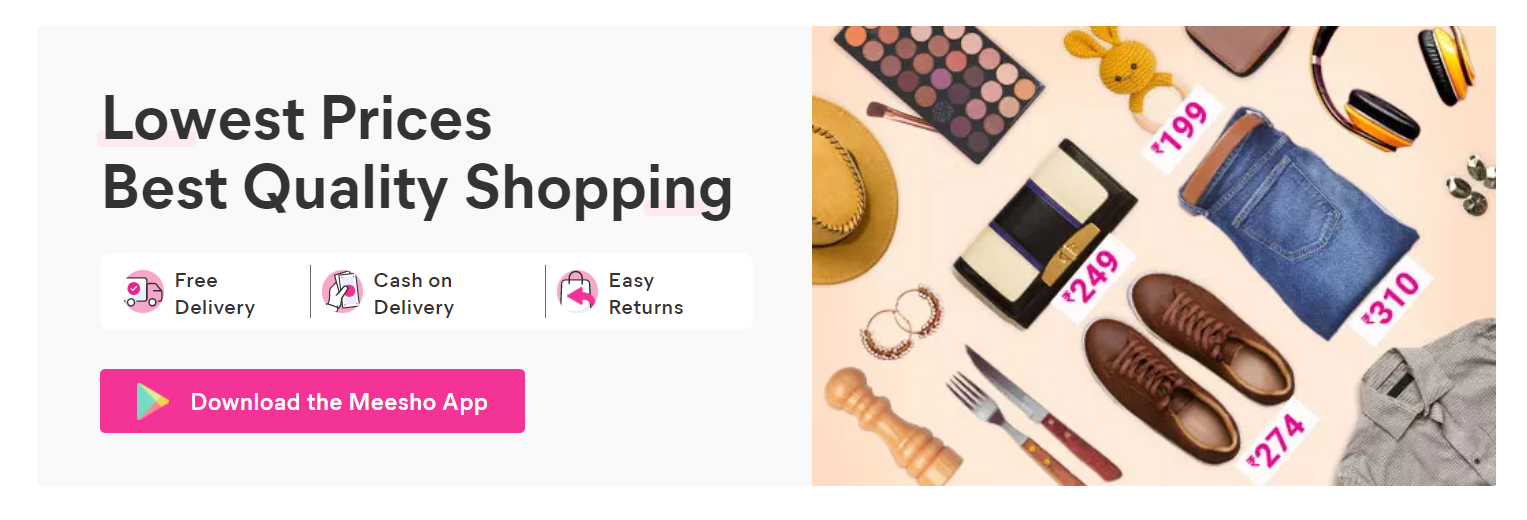 Lowest Prices
Best Quality Shopping
Free
Delivery
Cash on
Delivery
Easy
Returns
Download the Meesho App
₹199
₹249
₹310
₹274